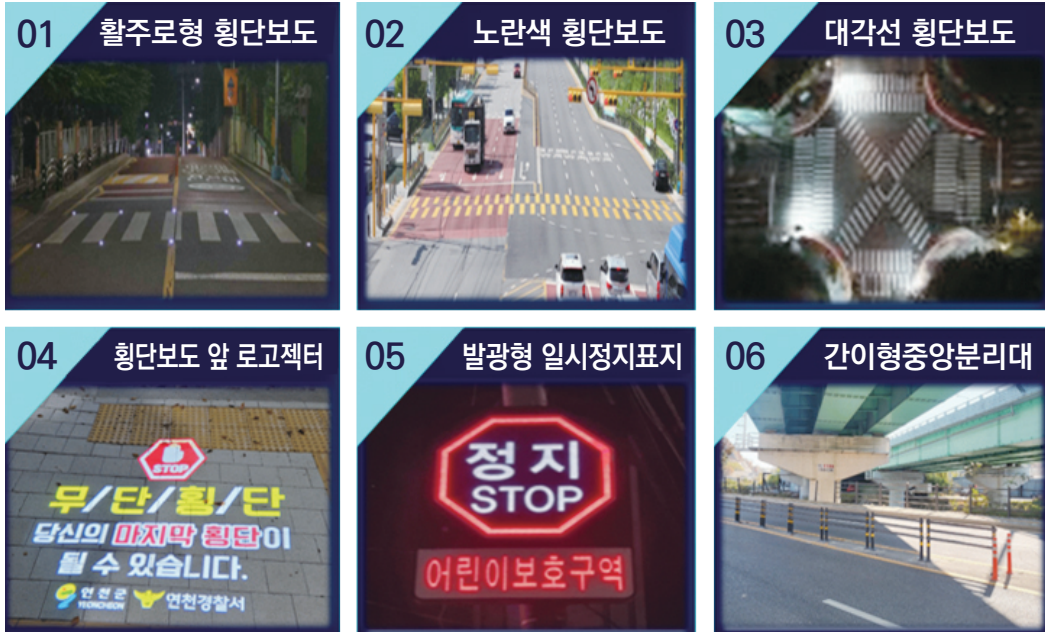 01 활주로형 횡단보도
02 노란색 횡단보도
03 대각선 횡단보도
04 횡단보도 앞 로고젝터
STOP
무/단/횡/단
당신의 마지막 횡단이
될 수 있습니다.
연천군
YEONCHEON
연천경찰서
05 발광형 일시정지표지
정지
STOP
어린이보호구역
06 간이형중앙분리대